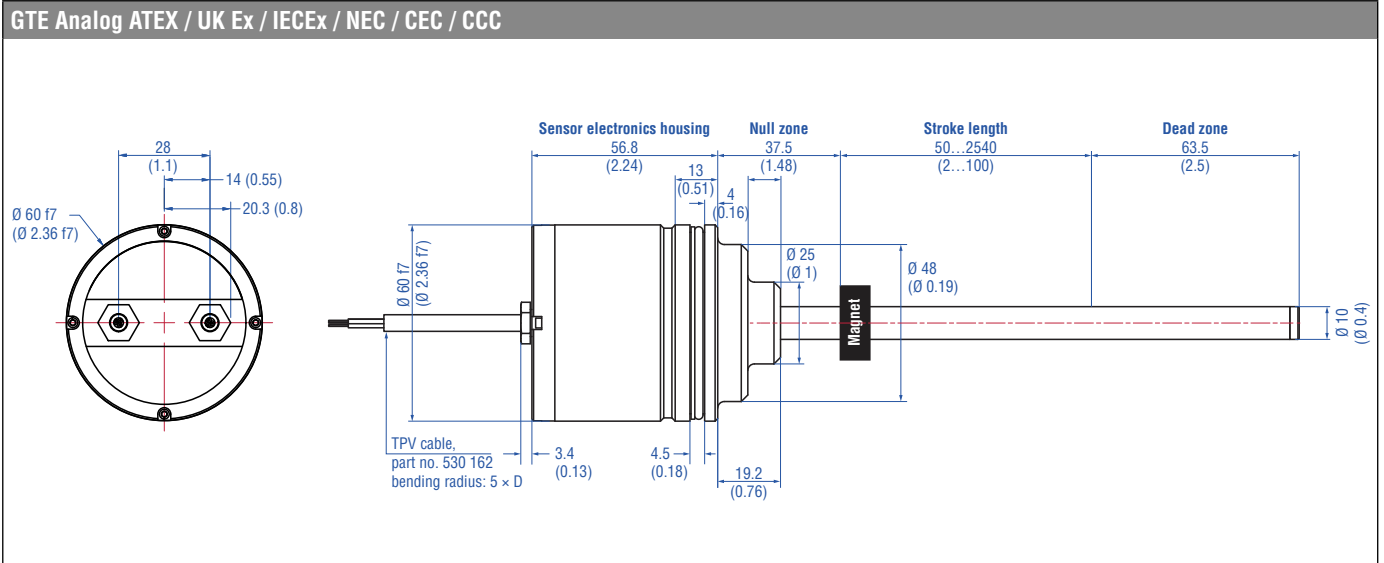 GTE Analog ATEX / UK Ex / IECEx / NEC / CEC / CCC
28
(1.1)
14 (0.55)
20.3 (0.8)
Ø 60 f7
(Ø 2.36 f7)
Sensor electronics housing
56.8
(2.24)
Null zone
37.5
(1.48)
Stroke length
50…2540
(2…100)
Dead zone
63.5
(2.5)
13
(0.51)
4
(0.16)
Ø 60 f7
(Ø 2.36 f7)
Ø 25
(Ø 1)
Ø 48
(Ø 0.19)
Magnet
Ø 10
(Ø 0.4)
TPV cable,
part no. 530 162
bending radius: 5 × D
3.4
(0.13)
4.5
(0.18)
19.2
(0.76)